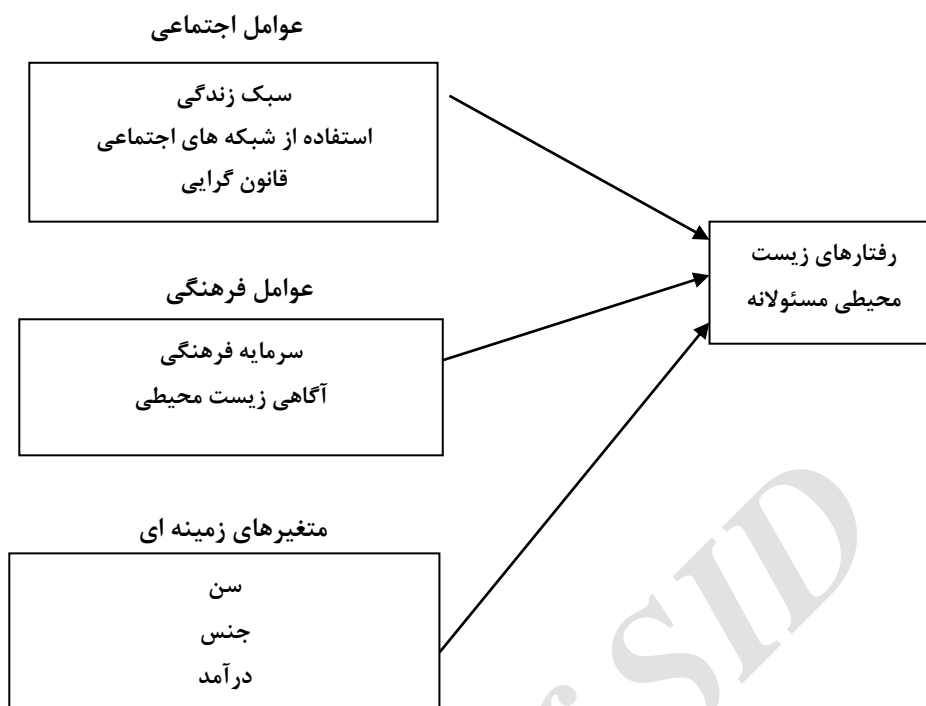 عوامل اجتماعی
سبک زندگی
استفاده از شبکه های اجتماعی
قانون گرایی
رفتارهای زیست
محیطی مسئولانه
عوامل فرهنگی
سرمایه فرهنگی
آگاهی زیست محیطی
متغیرهای زمینه ای
سن
جنس
درآمد
SID